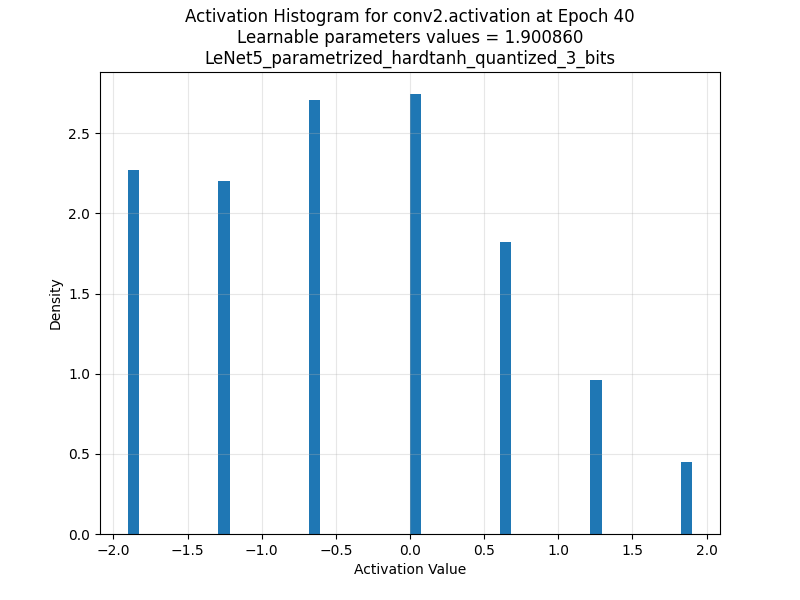 Activation Histogram for conv2.activation at Epoch 40
Learnable parameters values = 1.900860
LeNet5_parametrized_hardtanh_quantized_3_bits
2.5
2.0
1.5
1.0
0.5
0.0
Density
−2.0 −1.5 −1.0 −0.5 0.0 0.5 1.0 1.5 2.0
Activation Value